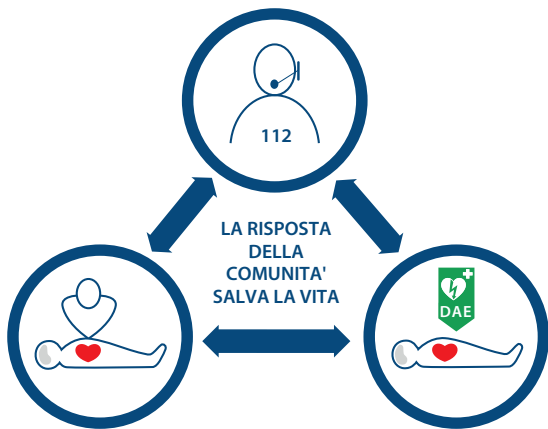 112
LA RISPOSTA
DELLA
COMUNITA'
SALVA LA VITA
DAE